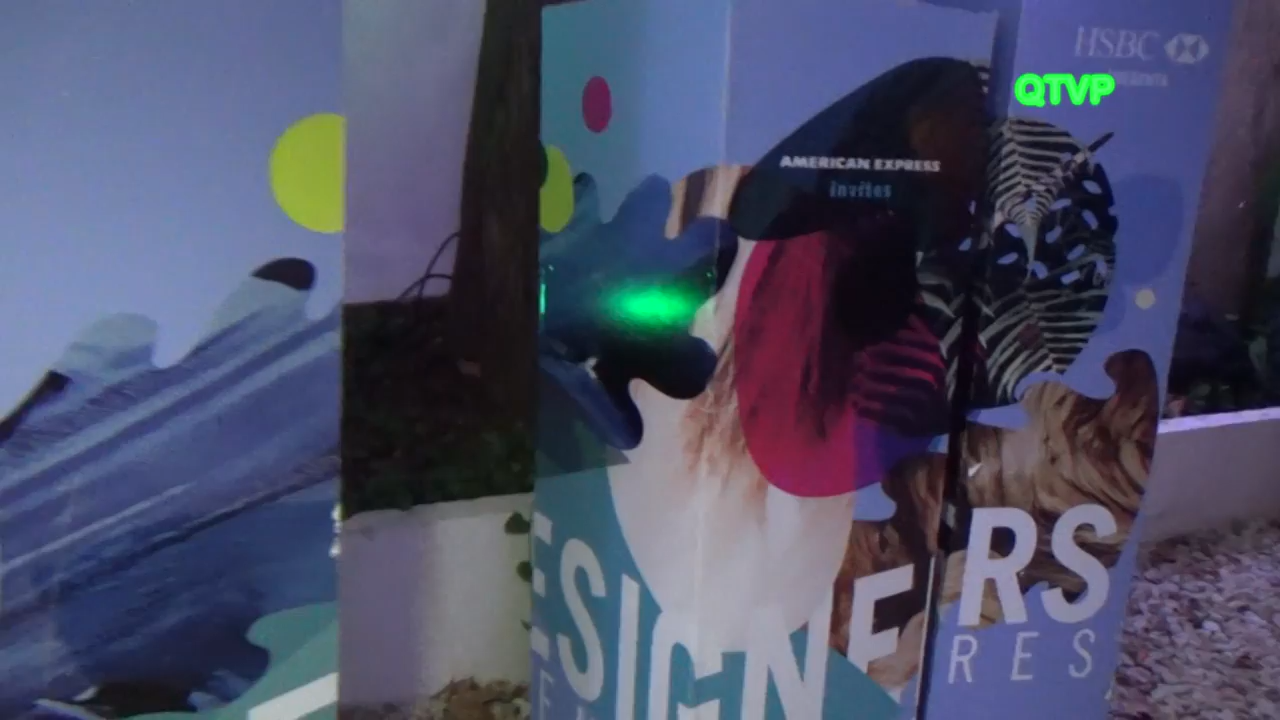 HSBC
QTVP
AMERICAN EXPRESS
invites
ESIGNERS
RES